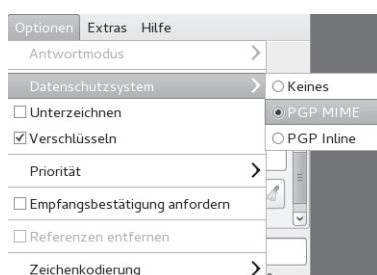 Optionen Extras Hilfe
Antwortmodus
Datenschutzsystem
Keines
Unterzeichnen
PGP MIME
Verschlüsseln
PGP Inline
Priorität
Empfangsbestätigung anfordern
Referenzen entfernen
Zeichenkodierung